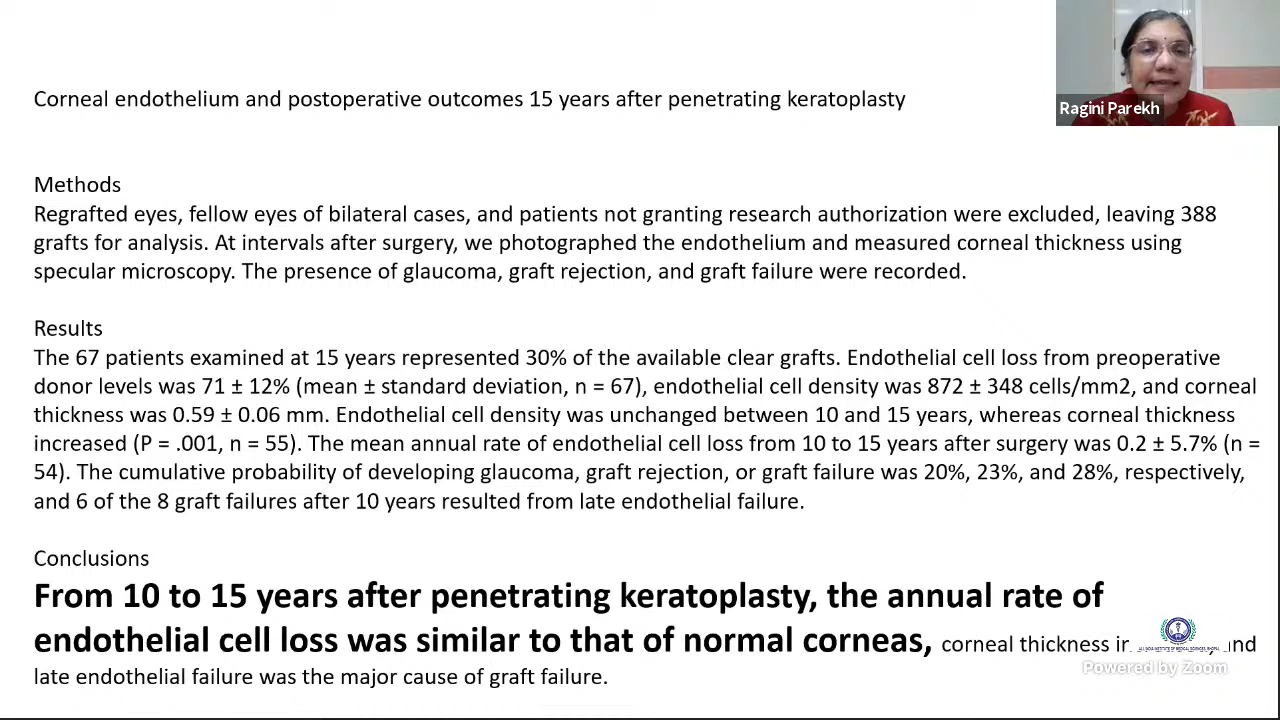 Corneal endothelium and postoperative outcomes 15 years after penetrating keratoplasty
Ragini Parekh
Methods
Regrafted eyes, fellow eyes of bilateral cases, and patients not granting research authorization were excluded, leaving 388
grafts for analysis. At intervals after surgery, we photographed the endothelium and measured corneal thickness using
specular microscopy. The presence of glaucoma, graft rejection, and graft failure were recorded.
Results
The 67 patients examined at 15 years represented 30% of the available clear grafts. Endothelial cell loss from preoperative
donor levels was 71 ± 12% (mean ± standard deviation, n = 67), endothelial cell density was 872 ± 348 cells/mm2, and corneal
thickness was 0.59 ± 0.06 mm. Endothelial cell density was unchanged between 10 and 15 years, whereas corneal thickness
increased (P = .001, n = 55). The mean annual rate of endothelial cell loss from 10 to 15 years after surgery was 0.2 ± 5.7% (n =
54). The cumulative probability of developing glaucoma, graft rejection, or graft failure was 20%, 23%, and 28%, respectively,
and 6 of the 8 graft failures after 10 years resulted from late endothelial failure.
Conclusions
From 10 to 15 years after penetrating keratoplasty, the annual rate of
endothelial cell loss was similar to that of normal corneas, corneal thickness
late endothelial failure was the major cause of graft failure.
Powered by Zoom